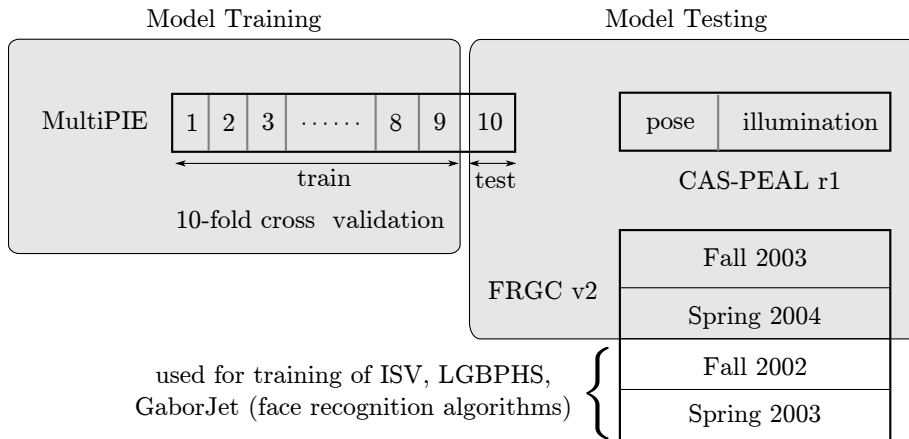 Model Training
Model Testing
MultiPIE
1 2 3 ······ 8 9 10
train
test
10-fold cross validation
pose
illumination
CAS-PEAL r1
FRGC v2
Fall 2003
Spring 2004
Fall 2002
Spring 2003
used for training of ISV, LGBPHS,
GaborJet (face recognition algorithms)